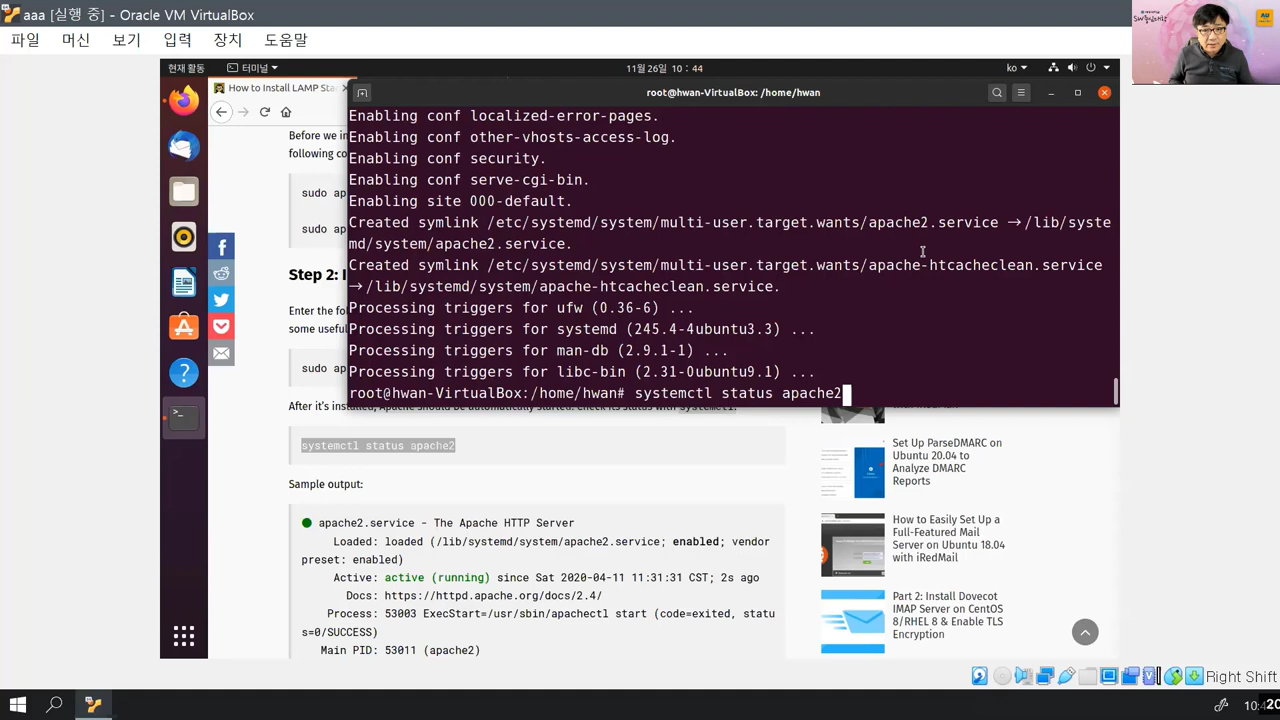 aaa [실행 중] - Oracle VM VirtualBox
파일 머신 보기 입력 장치 도움말
현재 활동 터미널 11월 26일 10 : 44 ko
How to Install LAMP Sta
root@hwan-VirtualBox: /home/hwan
Before we in
following co
sudo ap
sudo ap
Step 2: I
Enter the fol
some useful
sudo ap
Enabling conf localized-error-pages.
Enabling conf other-vhosts-access-log.
Enabling conf security.
Enabling conf serve-cgi-bin.
Enabling site 000-default.
Created symlink /etc/systemd/system/multi-user.target.wants/apache2.service → /lib/syste
md/system/apache2.service.
Created symlink /etc/systemd/system/multi-user.target.wants/apache-htcacheclean.service
→ /lib/systemd/system/apache-htcacheclean.service.
Processing triggers for ufw (0.36-6) ...
Processing triggers for systemd (245.4-4ubuntu3.3) ...
Processing triggers for man-db (2.9.1-1) ...
Processing triggers for libc-bin (2.31-0ubuntu9.1) ...
root@hwan-VirtualBox:/home/hwan# systemctl status apache2
After it's installed, Apache should be automatically started. Check its status with systemctl.
systemctl status apache2
Sample output:
apache2.service - The Apache HTTP Server
Loaded: loaded (/lib/systemd/system/apache2.service; enabled; vendor
preset: enabled)
Active: active (running) since Sat 2020-04-11 11:31:31 CST; 2s ago
Docs: https://httpd.apache.org/docs/2.4/
Process: 53003 ExecStart=/usr/sbin/apachectl start (code=exited, statu
s=0/SUCCESS)
Main PID: 53011 (apache2)
Set Up ParseDMARC on
Ubuntu 20.04 to
Analyze DMARC
Reports
How to Easily Set Up a
Full-Featured Mail
Server on Ubuntu 18.04
with iRedMail
Part 2: Install Dovecot
IMAP Server on CentOS
8/RHEL 8 & Enable TLS
Encryption
Right Shift